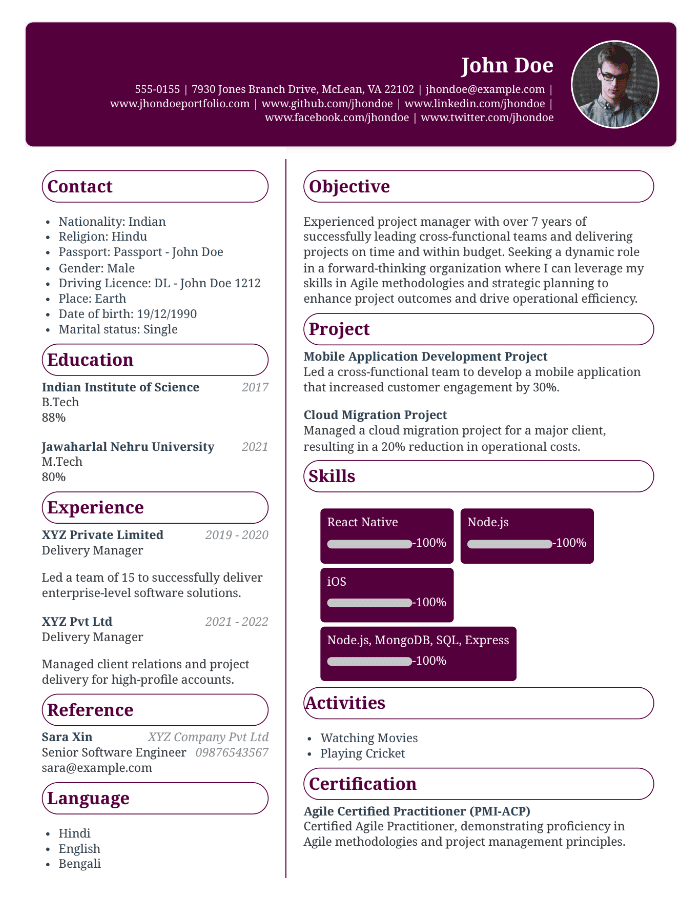 John Doe
555-0155 | 7930 Jones Branch Drive, McLean, VA 22102 | jhondoe@example.com |
www.jhondoeportfolio.com | www.github.com/jhondoe | www.linkedin.com/jhondoe |
www.facebook.com/jhondoe | www.twitter.com/jhondoe
Contact
• Nationality: Indian
• Religion: Hindu
• Passport: Passport - John Doe
• Gender: Male
• Driving Licence: DL - John Doe 1212
• Place: Earth
• Date of birth: 19/12/1990
• Marital status: Single
Education
Indian Institute of Science 2017
B.Tech
88%
Jawaharlal Nehru University 2021
M.Tech
80%
Experience
XYZ Private Limited 2019 - 2020
Delivery Manager
Led a team of 15 to successfully deliver
enterprise-level software solutions.
XYZ Pvt Ltd 2021 - 2022
Delivery Manager
Managed client relations and project
delivery for high-profile accounts.
Reference
Sara Xin XYZ Company Pvt Ltd
Senior Software Engineer 09876543567
sara@example.com
Language
• Hindi
• English
• Bengali
Objective
Experienced project manager with over 7 years of
successfully leading cross-functional teams and delivering
projects on time and within budget. Seeking a dynamic role
in a forward-thinking organization where I can leverage my
skills in Agile methodologies and strategic planning to
enhance project outcomes and drive operational efficiency.
Project
Mobile Application Development Project
Led a cross-functional team to develop a mobile application
that increased customer engagement by 30%.
Cloud Migration Project
Managed a cloud migration project for a major client,
resulting in a 20% reduction in operational costs.
Skills
React Native
-100%
Node.js
-100%
iOS
-100%
Node.js, MongoDB, SQL, Express
-100%
Activities
• Watching Movies
• Playing Cricket
Certification
Agile Certified Practitioner (PMI-ACP)
Certified Agile Practitioner, demonstrating proficiency in
Agile methodologies and project management principles.